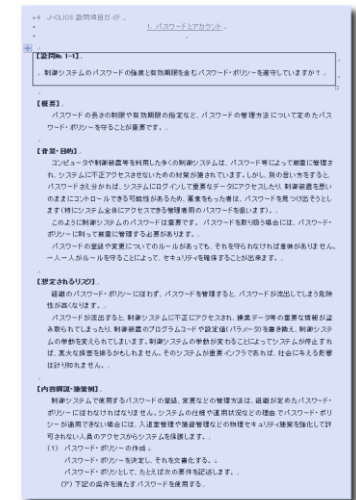 *4 J-CLICS 設問項目ガイド
1. パスワードとアカウント
【設問№ 1-1】
制御システムのパスワードの強度と有効期限を含むパスワード・ポリシーを遵守していますか？
【概要】
パスワードの長さの制限や有効期限の指定など、パスワードの管理方法について定めたパス
ワード・ポリシーを守ることが重要です。
【背景・目的】
コンピュータや制御装置等を利用した多くの制御システムは、パスワード等によって厳重に管理さ
れ、システムに不正アクセスさせないための対策が施されています。しかし、別の言い方をすると、
パスワードさえ分かれば、システムにログインして重要なデータにアクセスしたり、制御装置を思い
のままにコントロールできる可能性があるため、悪意をもった者は、パスワードを見つけ出そうとし
ます（特にシステム全体にアクセスできる管理者用のパスワードを狙います）。
このように制御システムのパスワードは重要です。パスワードを取り扱う場合には、パスワード・
ポリシーに則って厳重に管理する必要があります。
パスワードの登録や変更についてのルールがあっても、それを守られなければ意味がありません。
一人一人がルールを守ることによって、セキュリティを確保することが出来ます。
【想定されるリスク】
組織のパスワード・ポリシーに従わず、パスワードを管理すると、パスワードが流出してしまう危険
性が高くなります。
パスワードが流出すると、制御システムに不正にアクセスされ、操業データ等の重要な情報が盗
み取られてしまったり、制御装置のプログラムコードや設定値（パラメータ）を書き換え、制御システ
ムの挙動を変えられてしまいます。制御システムの挙動が変わることによってシステムが停止すれ
ば、莫大な損害を被るかもしれません。そのシステムが重要インフラであれば、社会に与える影響
は計り知れません。
【内容解説・施策例】
制御システムで使用するパスワードの登録、変更などの管理方法は、組織が定めたパスワード・
ポリシーに従わなければなりません。システムの仕様や運用状況などの理由でパスワード・ポリ
シーが適用できない場合には、入退室管理や施錠管理などの物理セキュリティ施策を強化して許
可されない人員のアクセスからシステムを保護します。
（1） パスワード・ポリシーの作成
パスワード・ポリシーを決定し、それを文書化する。
パスワード・ポリシとして、たとえば次の要件を記述します。
（ア） 下記の条件を満たすパスワードを使用する。